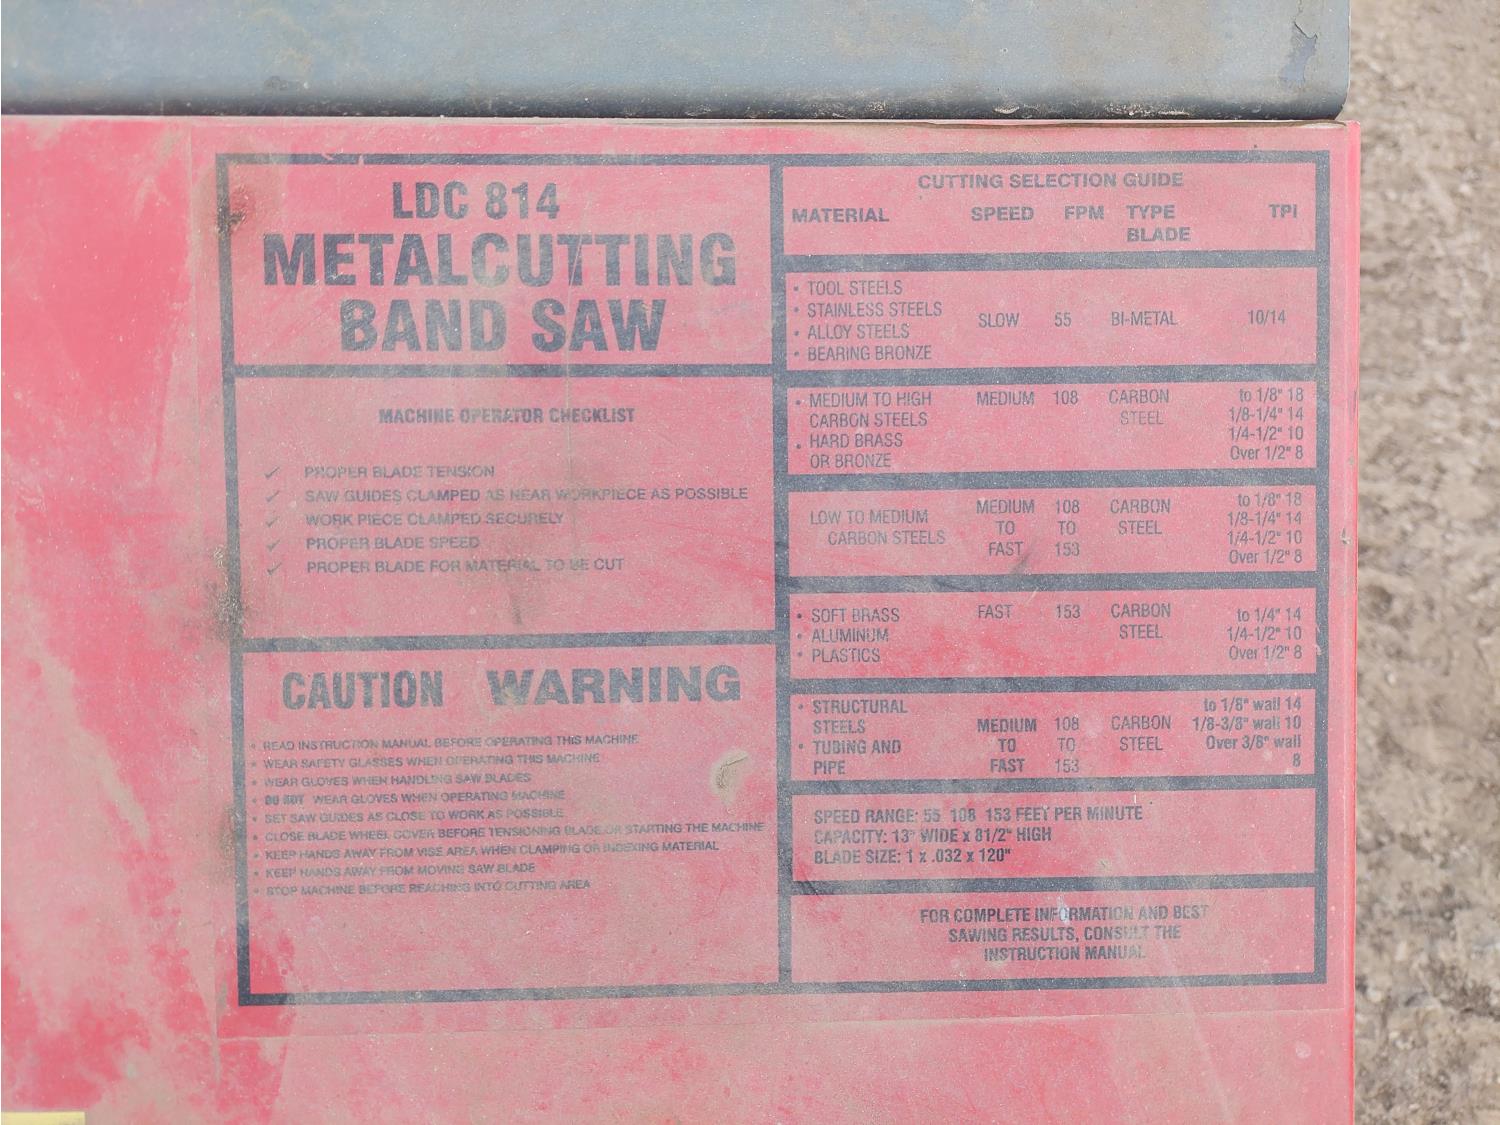 LDC 814
METALCUTTING
BAND SAW
MACHINE OPERATOR CHECKLIST
✓ PROPER BLADE TENSION
✓ SAW GUIDES CLAMPED AS NEAR WORKPIECE AS POSSIBLE
✓ WORK PIECE CLAMPED SECURELY
✓ PROPER BLADE SPEED
✓ PROPER BLADE FOR MATERIAL TO BE CUT
CAUTION WARNING
• READ INSTRUCTION MANUAL BEFORE OPERATING THIS MACHINE
• WEAR SAFETY GLASSES WHEN OPERATING THIS MACHINE
• WEAR GLOVES WHEN HANDLING SAW BLADES
• DO NOT WEAR GLOVES WHEN OPERATING MACHINE
• SET SAW GUIDES AS CLOSE TO WORK AS POSSIBLE
• CLOSE BLADE WHEEL COVER BEFORE TENSIONING BLADE OR STARTING THE MACHINE
• KEEP HANDS AWAY FROM VISE AREA WHEN CLAMPING OR INDEXING MATERIAL
• KEEP HANDS AWAY FROM MOVING SAW BLADE
• STOP MACHINE BEFORE REACHING INTO CUTTING AREA
CUTTING SELECTION GUIDE
MATERIAL SPEED FPM TYPE TPI
BLADE
• TOOL STEELS
• STAINLESS STEELS
SLOW 55 BI-METAL 10/14
• ALLOY STEELS
• BEARING BRONZE
• MEDIUM TO HIGH MEDIUM 108 CARBON to 1/8" 18
CARBON STEELS STEEL 1/8-1/4" 14
• HARD BRASS 1/4-1/2" 10
OR BRONZE Over 1/2" 8
MEDIUM 108 CARBON to 1/8" 18
LOW TO MEDIUM TO TO STEEL 1/8-1/4" 14
CARBON STEELS 1/4-1/2" 10
FAST 153 Over 1/2" 8
• SOFT BRASS FAST 153 CARBON to 1/4" 14
• ALUMINUM STEEL 1/4-1/2" 10
• PLASTICS Over 1/2" 8
• STRUCTURAL to 1/8" wall 14
STEELS MEDIUM 108 CARBON 1/8-3/8" wall 10
• TUBING AND TO TO STEEL Over 3/8" wall
PIPE FAST 153 8
SPEED RANGE: 55 108 153 FEET PER MINUTE
CAPACITY: 13" WIDE x 81/2" HIGH
BLADE SIZE: 1 x .032 x 120"
FOR COMPLETE INFORMATION AND BEST
SAWING RESULTS, CONSULT THE
INSTRUCTION MANUAL